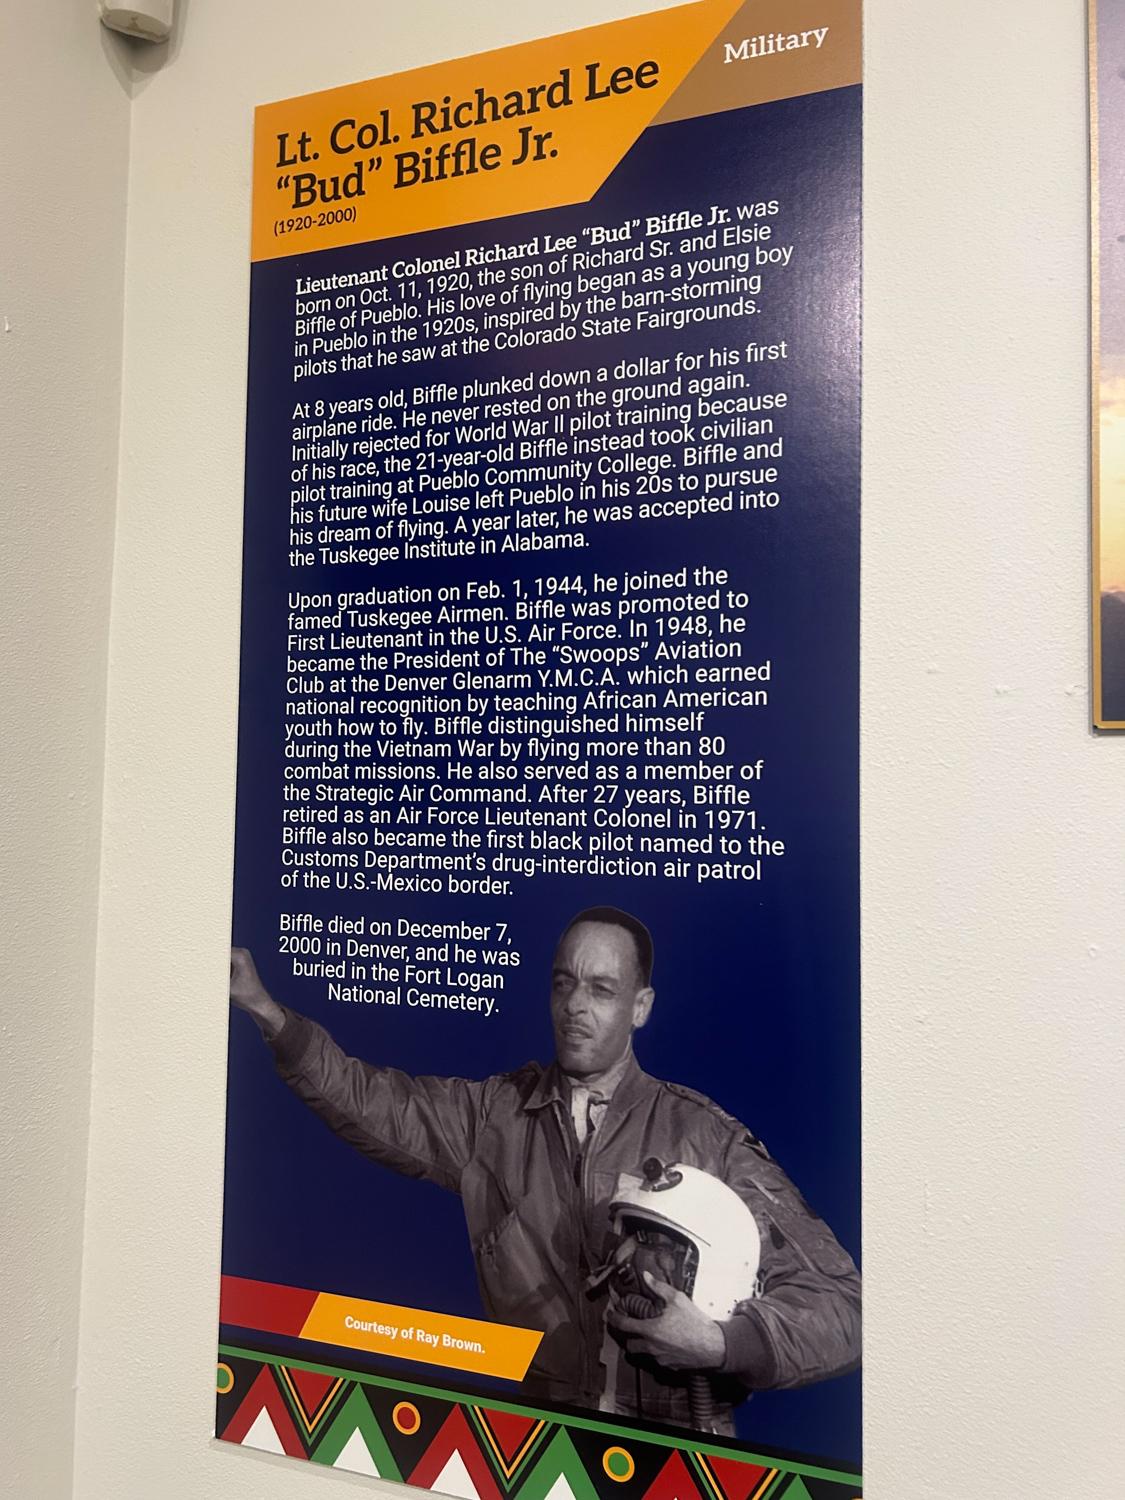 Military
Lt. Col. Richard Lee
“Bud” Biffle Jr.
(1920-2000)
Lieutenant Colonel Richard Lee “Bud” Biffle Jr. was
born on Oct. 11, 1920, the son of Richard Sr. and Elsie
Biffle of Pueblo. His love of flying began as a young boy
in Pueblo in the 1920s, inspired by the barn-storming
pilots that he saw at the Colorado State Fairgrounds.
At 8 years old, Biffle plunked down a dollar for his first
airplane ride. He never rested on the ground again.
Initially rejected for World War II pilot training because
of his race, the 21-year-old Biffle instead took civilian
pilot training at Pueblo Community College. Biffle and
his future wife Louise left Pueblo in his 20s to pursue
his dream of flying. A year later, he was accepted into
the Tuskegee Institute in Alabama.
Upon graduation on Feb. 1, 1944, he joined the
famed Tuskegee Airmen. Biffle was promoted to
First Lieutenant in the U.S. Air Force. In 1948, he
became the President of The “Swoops” Aviation
Club at the Denver Glenarm Y.M.C.A. which earned
national recognition by teaching African American
youth how to fly. Biffle distinguished himself
during the Vietnam War by flying more than 80
combat missions. He also served as a member of
the Strategic Air Command. After 27 years, Biffle
retired as an Air Force Lieutenant Colonel in 1971.
Biffle also became the first black pilot named to the
Customs Department’s drug-interdiction air patrol
of the U.S.-Mexico border.
Biffle died on December 7,
2000 in Denver, and he was
buried in the Fort Logan
National Cemetery.
Courtesy of Ray Brown.